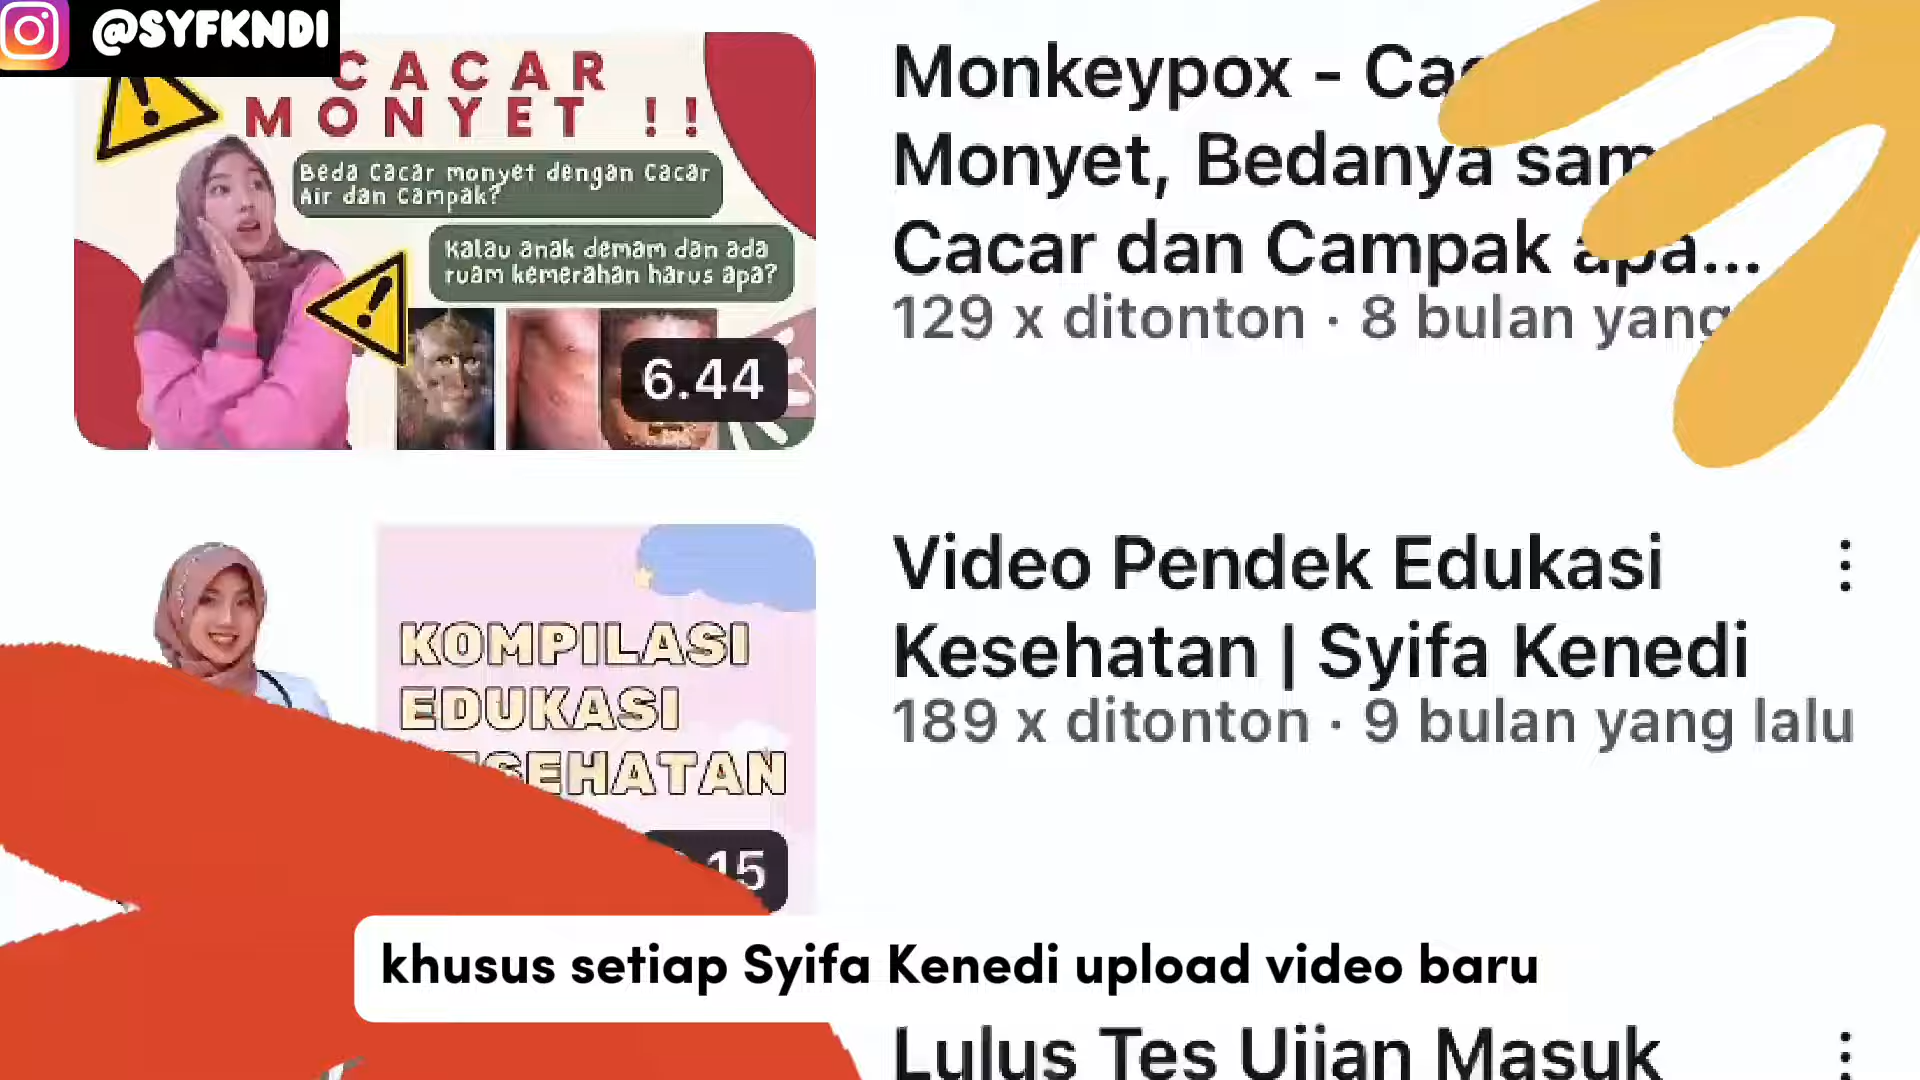 @SYFKNDI
CACAR
MONYET !!
Beda Cacar monyet dengan Cacar
Air dan Campak?
Kalau anak demam dan ada
ruam kemerahan harus apa?
6.44
Monkeypox -
Monyet, Bedanya
Cacar dan Campak apa...
129 x ditonton · 8 bulan yang
KOMPILASI
EDUKASI
15
Video Pendek Edukasi
Kesehatan | Syifa Kenedi
189 x ditonton · 9 bulan yang lalu
khusus setiap Syifa Kenedi upload video baru
Lulus Tes Ujian Masuk